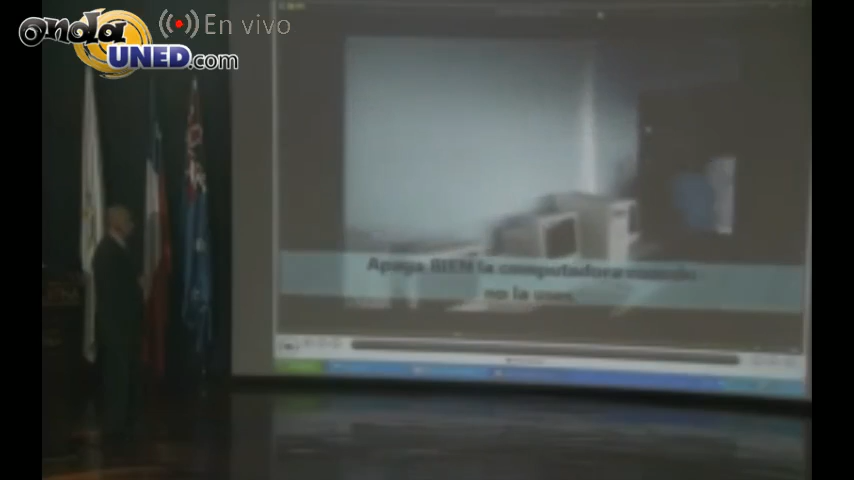 onda
UNED.com
En vivo
Apaga BIEN la computadora cuando
no la uses.